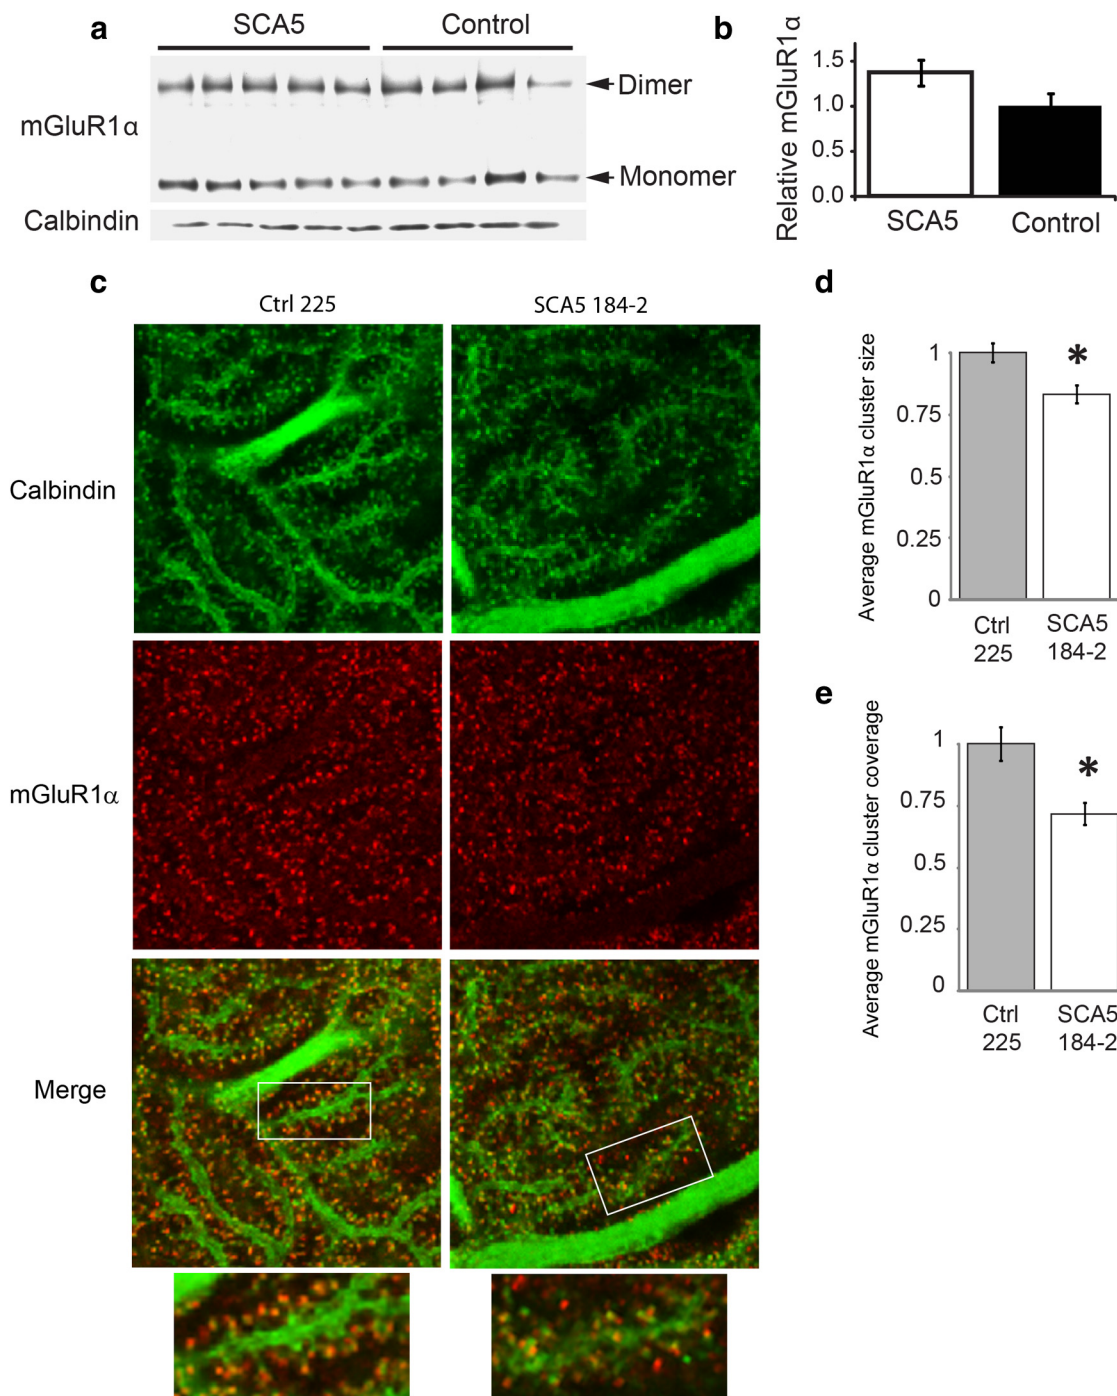 a
SCA5
Control
mGluR1α
Dimer
Monomer
Calbindin
b
Relative mGluR1α
1.5
1.0
0.5
0.0
SCA5
Control
c
Ctrl 225
SCA5 184-2
Calbindin
mGluR1α
Merge
d
Average mGluR1α cluster size
1
0.75
0.5
0.25
0
*
Ctrl
225
SCA5
184-2
e
Average mGluR1α cluster coverage
1
0.75
0.5
0.25
0
*
Ctrl
225
SCA5
184-2